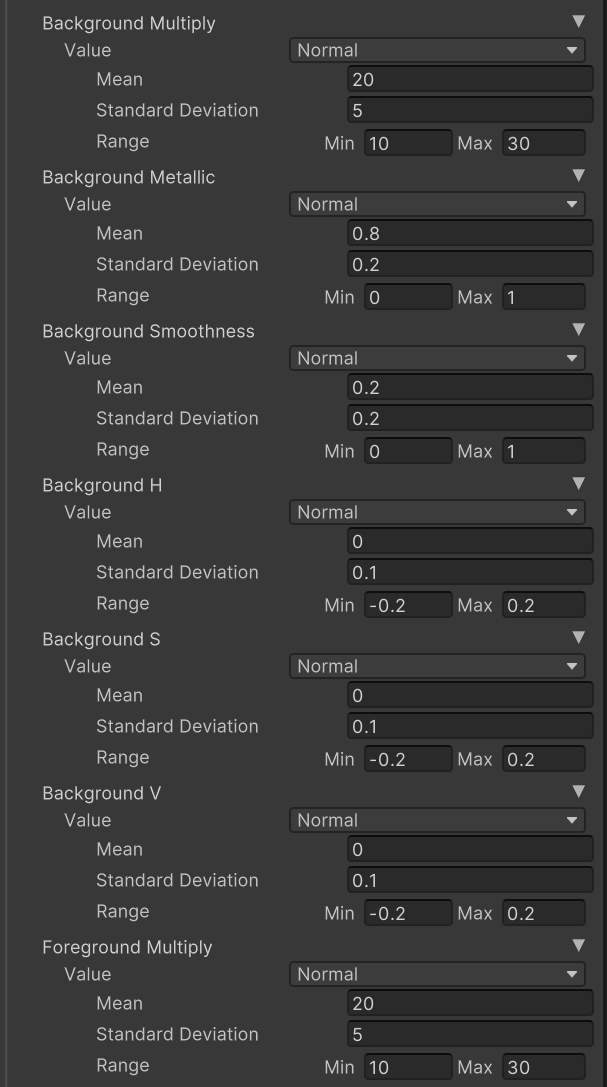 Background Multiply
Value Normal
Mean 20
Standard Deviation 5
Range Min 10 Max 30
Background Metallic
Value Normal
Mean 0.8
Standard Deviation 0.2
Range Min 0 Max 1
Background Smoothness
Value Normal
Mean 0.2
Standard Deviation 0.2
Range Min 0 Max 1
Background H
Value Normal
Mean 0
Standard Deviation 0.1
Range Min -0.2 Max 0.2
Background S
Value Normal
Mean 0
Standard Deviation 0.1
Range Min -0.2 Max 0.2
Background V
Value Normal
Mean 0
Standard Deviation 0.1
Range Min -0.2 Max 0.2
Foreground Multiply
Value Normal
Mean 20
Standard Deviation 5
Range Min 10 Max 30